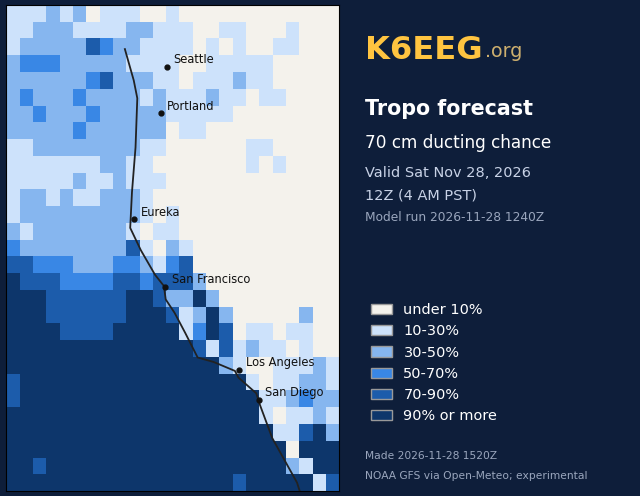 K6EEG.org
Tropo forecast
70 cm ducting chance
Valid Sat Nov 28, 2026
12Z (4 AM PST)
Model run 2026-11-28 1240Z
Seattle
Portland
Eureka
San Francisco
Los Angeles
San Diego
under 10%
10-30%
30-50%
50-70%
70-90%
90% or more
Made 2026-11-28 1520Z
NOAA GFS via Open-Meteo; experimental